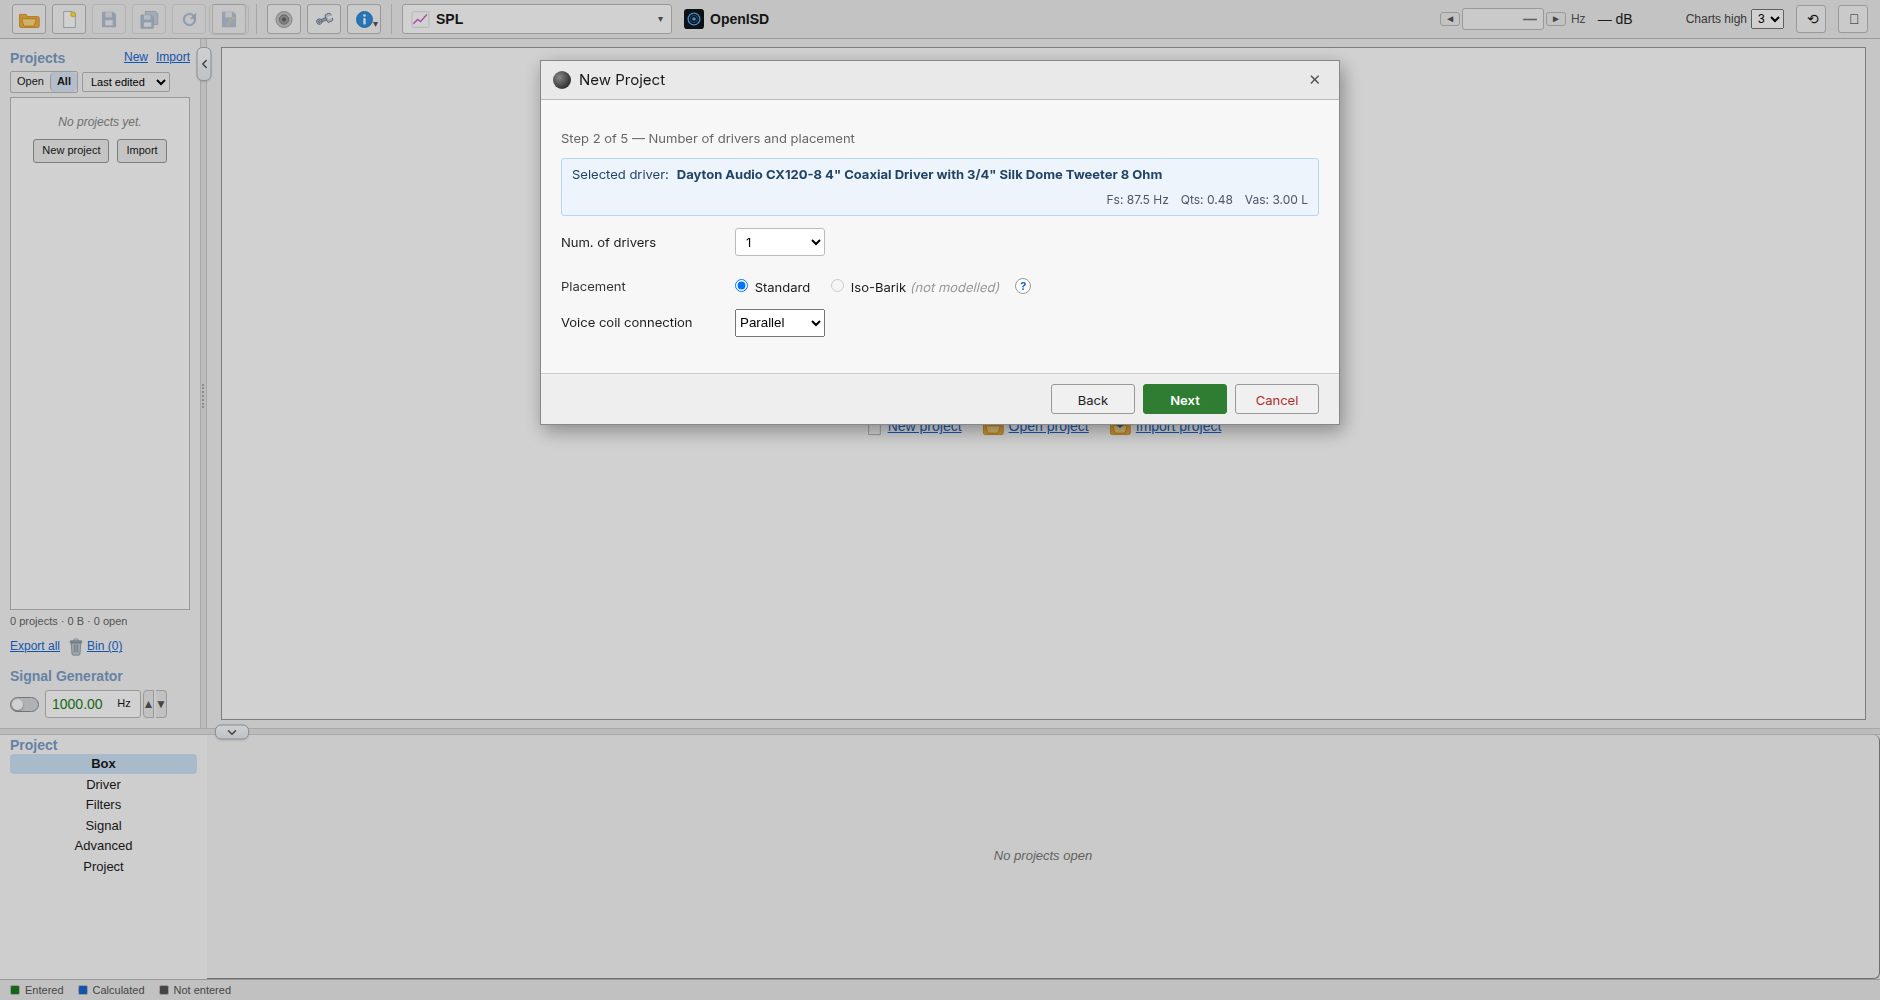 SPL
OpenISD
—
Hz
— dB
Charts high
3
Projects
New
Import
Open
All
Last edited
No projects yet.
New project
Import
0 projects · 0 B · 0 open
Export all
Bin (0)
Signal Generator
1000.00 Hz
New Project
Step 2 of 5 — Number of drivers and placement
Selected driver: Dayton Audio CX120-8 4" Coaxial Driver with 3/4" Silk Dome Tweeter 8 Ohm
Fs: 87.5 Hz Qts: 0.48 Vas: 3.00 L
Num. of drivers 1
Placement Standard Iso-Barik (not modelled) ?
Voice coil connection Parallel
Back Next Cancel
New project Open project Import project
Project
Box
Driver
Filters
Signal
Advanced
Project
No projects open
Entered Calculated Not entered